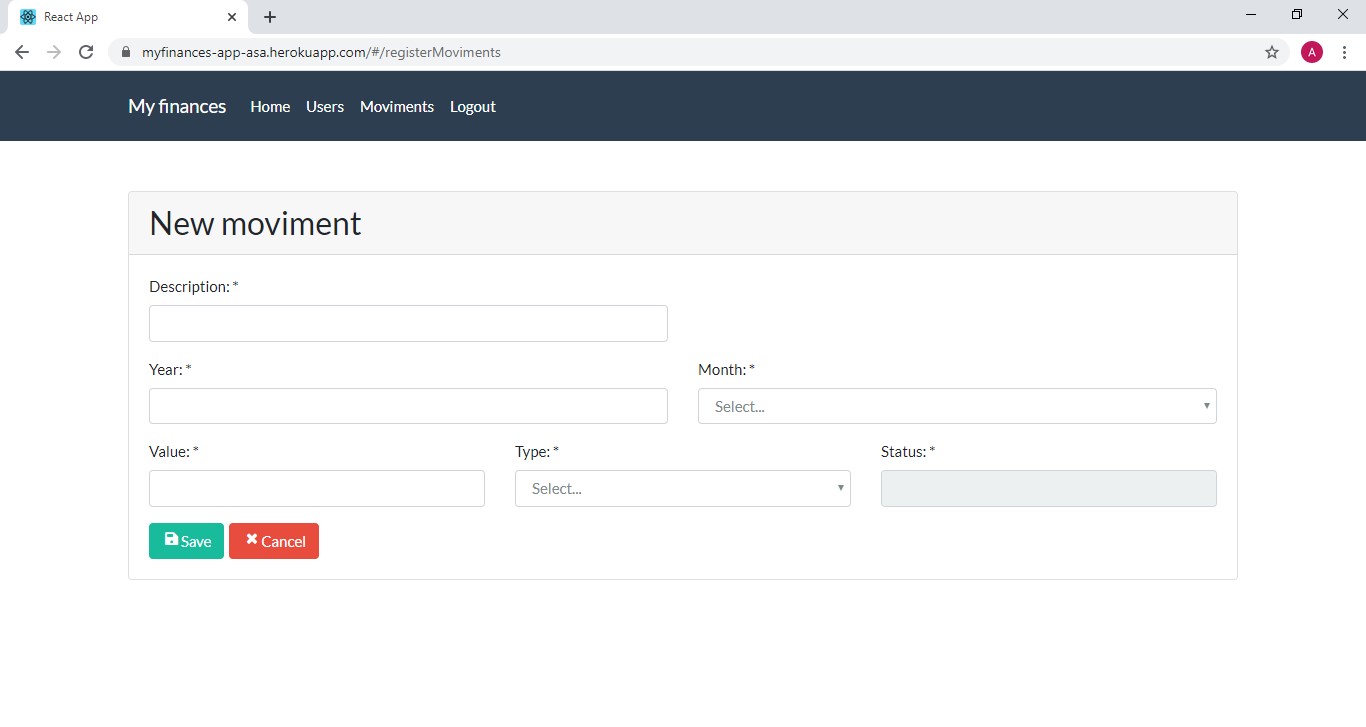 React App
myfinances-app-asa.herokuapp.com/#/registerMoviments
A
My finances Home Users Moviments Logout
New moviment
Description: *
Year: * Month: *
Select...
Value: * Type: * Status: *
Select...
Save Cancel